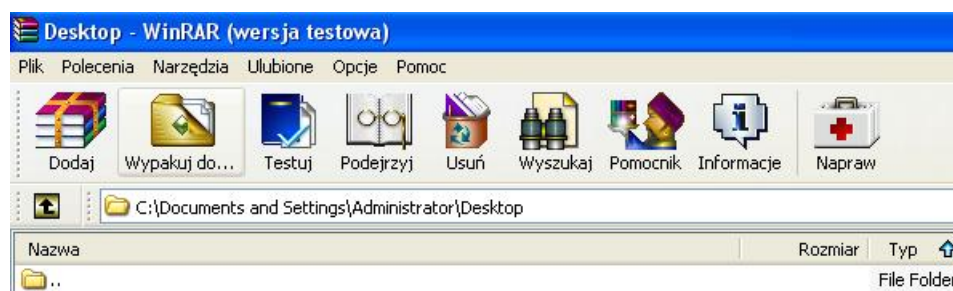 Desktop - WinRAR (wersja testowa)
Plik Polecenia Narzędzia Ulubione Opcje Pomoc
Dodaj Wypakuj do... Testuj Podejrzyj Usuń Wyszukaj Pomocnik Informacje Napraw
C:\Documents and Settings\Administrator\Desktop
Nazwa Rozmiar Typ
.. File Folder